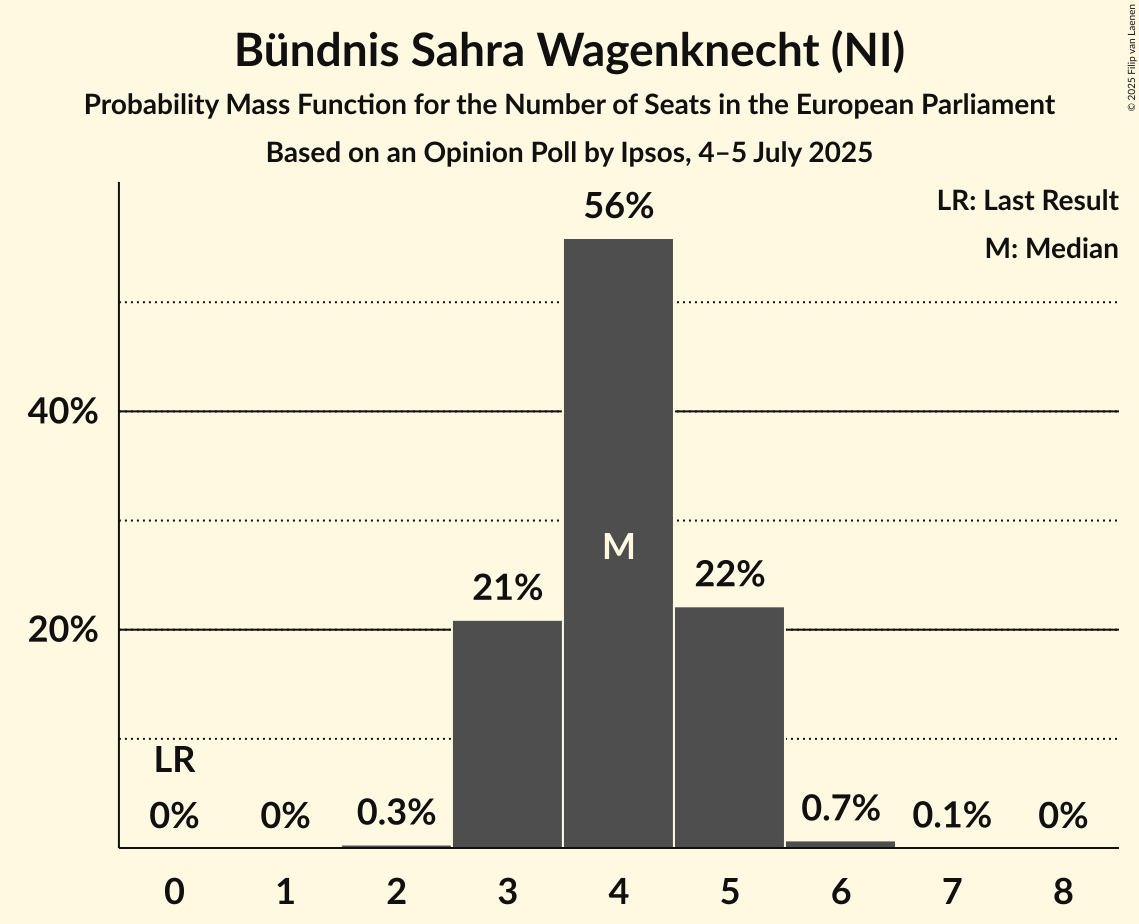 Bündnis Sahra Wagenknecht (NI)
Probability Mass Function for the Number of Seats in the European Parliament
Based on an Opinion Poll by Ipsos, 4–5 July 2025
© 2025 Filip van Laenen
LR: Last Result
M: Median
56%
40%
M
21%
22%
20%
LR
0%
0%
0.3%
0.7%
0.1%
0%
0
1
2
3
4
5
6
7
8